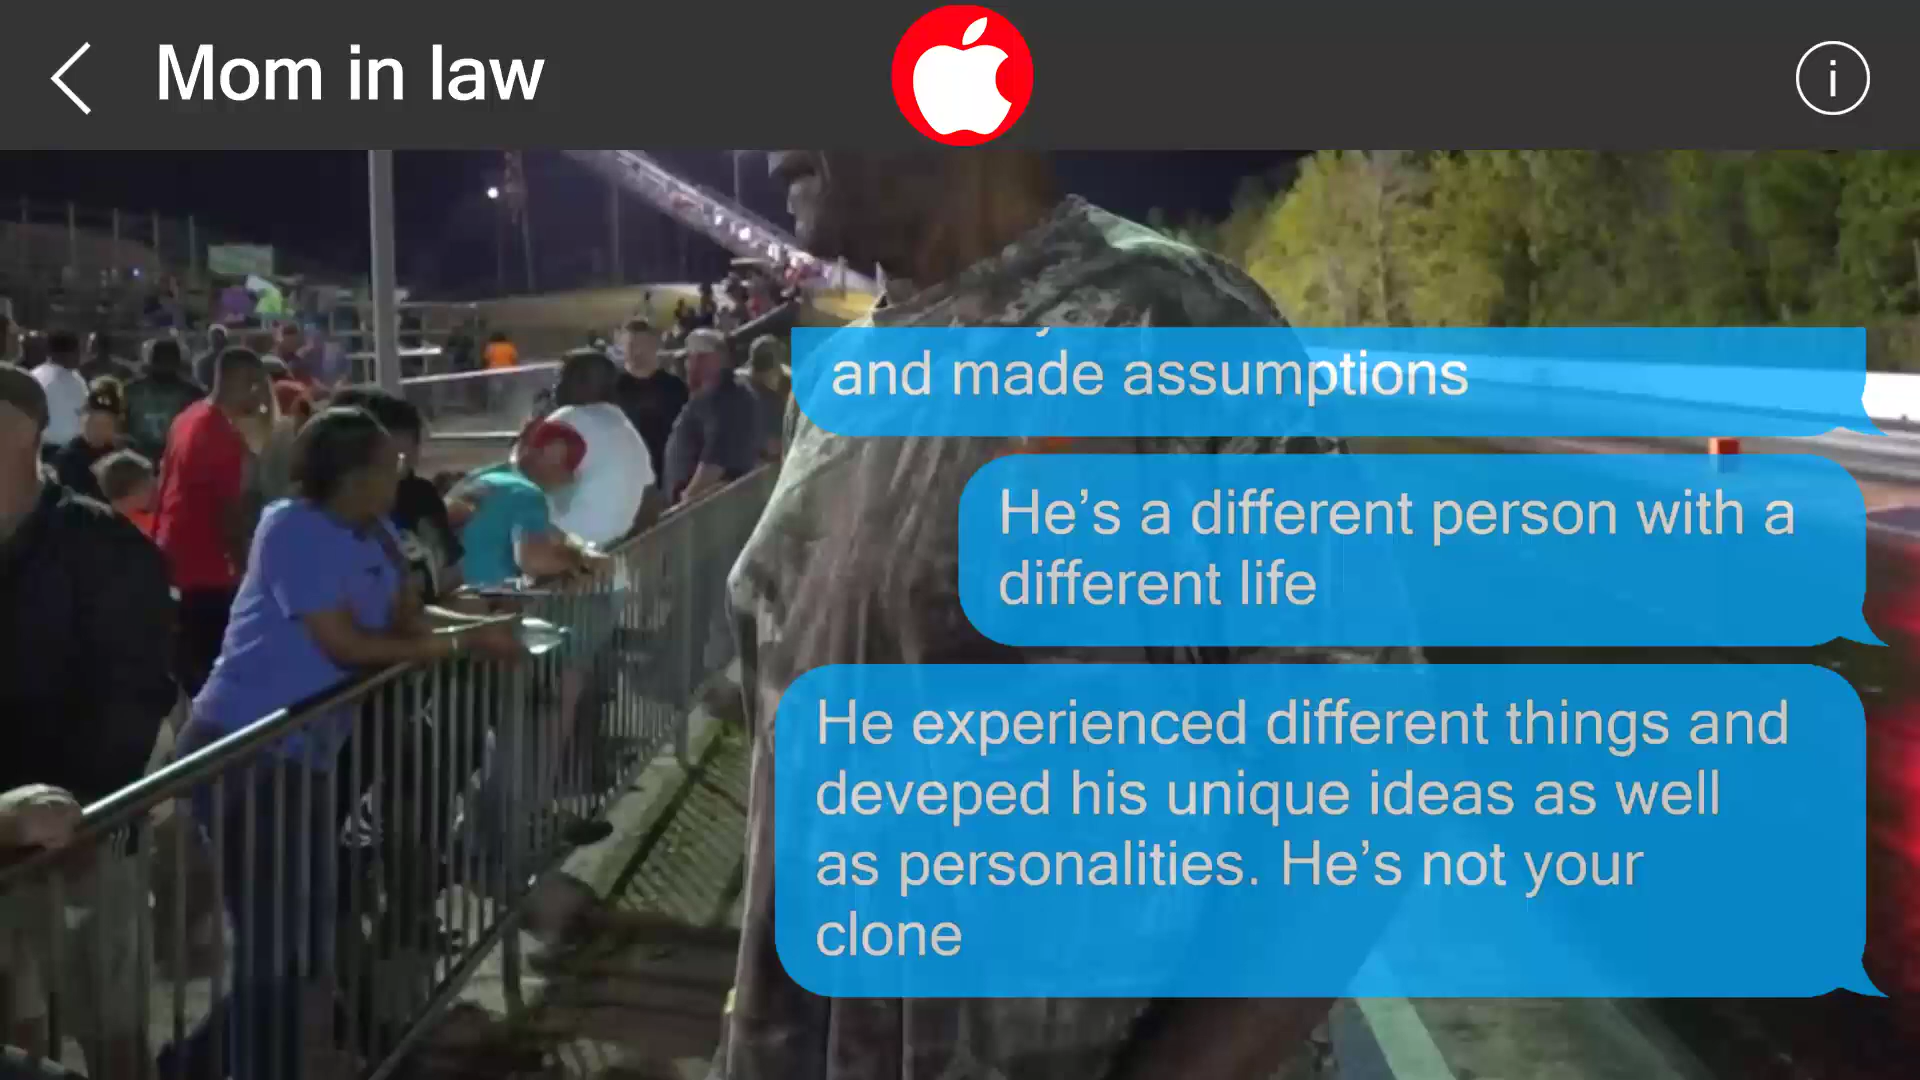 Mom in law
and made assumptions
He’s a different person with a
different life
He experienced different things and
deveped his unique ideas as well
as personalities. He’s not your
clone